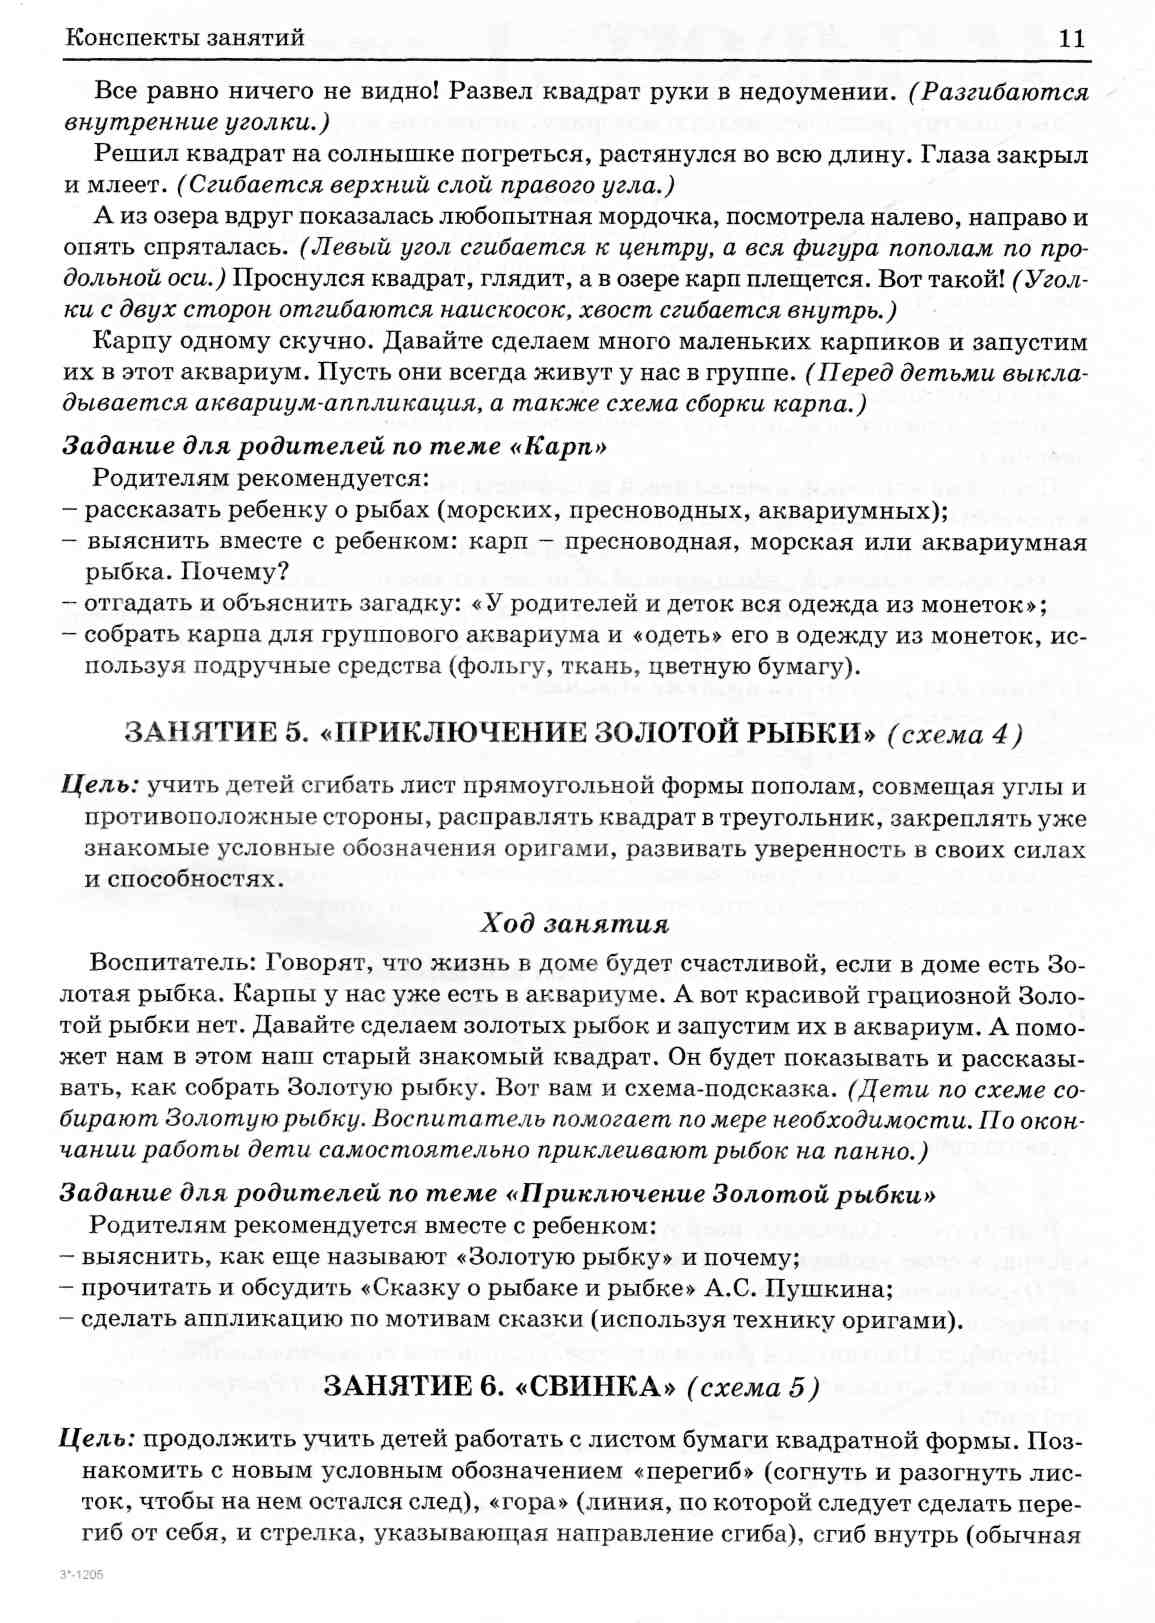 Конспекты занятий 11
Все равно ничего не видно! Развел квадрат руки в недоумении. (Разгибаются
внутренние уголки.)
Решил квадрат на солнышке погреться, растянулся во всю длину. Глаза закрыл
и млеет. (Сгибается верхний слой правого угла.)
А из озера вдруг показалась любопытная мордочка, посмотрела налево, направо и
опять спряталась. (Левый угол сгибается к центру, а вся фигура пополам по про-
дольной оси.) Проснулся квадрат, глядит, а в озере карп плещется. Вот такой! (Угол-
ки с двух сторон отгибаются наискосок, хвост сгибается внутрь.)
Карпу одному скучно. Давайте сделаем много маленьких карпиков и запустим
их в этот аквариум. Пусть они всегда живут у нас в группе. (Перед детьми выкла-
дывается аквариум-аппликация, а также схема сборки карпа.)
Задание для родителей по теме «Карп»
Родителям рекомендуется:
– рассказать ребенку о рыбах (морских, пресноводных, аквариумных);
– выяснить вместе с ребенком: карп – пресноводная, морская или аквариумная
рыбка. Почему?
– отгадать и объяснить загадку: «У родителей и деток вся одежда из монеток»;
– собрать карпа для группового аквариума и «одеть» его в одежду из монеток, ис-
пользуя подручные средства (фольгу, ткань, цветную бумагу).
ЗАНЯТИЕ 5. «ПРИКЛЮЧЕНИЕ ЗОЛОТОЙ РЫБКИ» (схема 4)
Цель: учить детей сгибать лист прямоугольной формы пополам, совмещая углы и
противоположные стороны, расправлять квадрат в треугольник, закреплять уже
знакомые условные обозначения оригами, развивать уверенность в своих силах
и способностях.
Ход занятия
Воспитатель: Говорят, что жизнь в доме будет счастливой, если в доме есть Зо-
лотая рыбка. Карпы у нас уже есть в аквариуме. А вот красивой грациозной Золо-
той рыбки нет. Давайте сделаем золотых рыбок и запустим их в аквариум. А помо-
жет нам в этом наш старый знакомый квадрат. Он будет показывать и рассказы-
вать, как собрать Золотую рыбку. Вот вам и схема-подсказка. (Дети по схеме со-
бирают Золотую рыбку. Воспитатель помогает по мере необходимости. По окон-
чании работы дети самостоятельно приклеивают рыбок на панно.)
Задание для родителей по теме «Приключение Золотой рыбки»
Родителям рекомендуется вместе с ребенком:
– выяснить, как еще называют «Золотую рыбку» и почему;
– прочитать и обсудить «Сказку о рыбаке и рыбке» А.С. Пушкина;
– сделать аппликацию по мотивам сказки (используя технику оригами).
ЗАНЯТИЕ 6. «СВИНКА» (схема 5)
Цель: продолжить учить детей работать с листом бумаги квадратной формы. Поз-
накомить с новым условным обозначением «перегиб» (согнуть и разогнуть лис-
ток, чтобы на нем остался след), «гора» (линия, по которой следует сделать пере-
гиб от себя, и стрелка, указывающая направление сгиба), сгиб внутрь (обычная
3*-1205